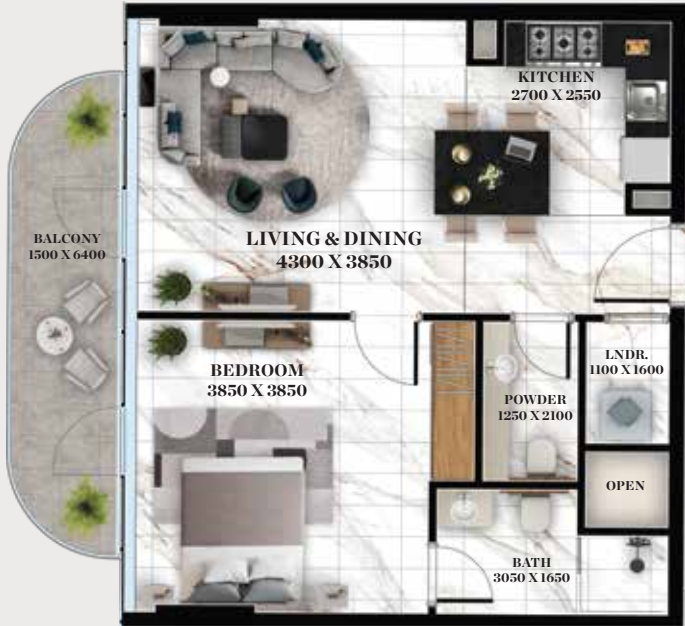 KITCHEN
2700 X 2550
BALCONY
1500 X 6400
LIVING & DINING
4300 X 3850
BEDROOM
3850 X 3850
LNDR.
1100 X 1600
POWDER
1250 X 2100
OPEN
BATH
3050 X 1650